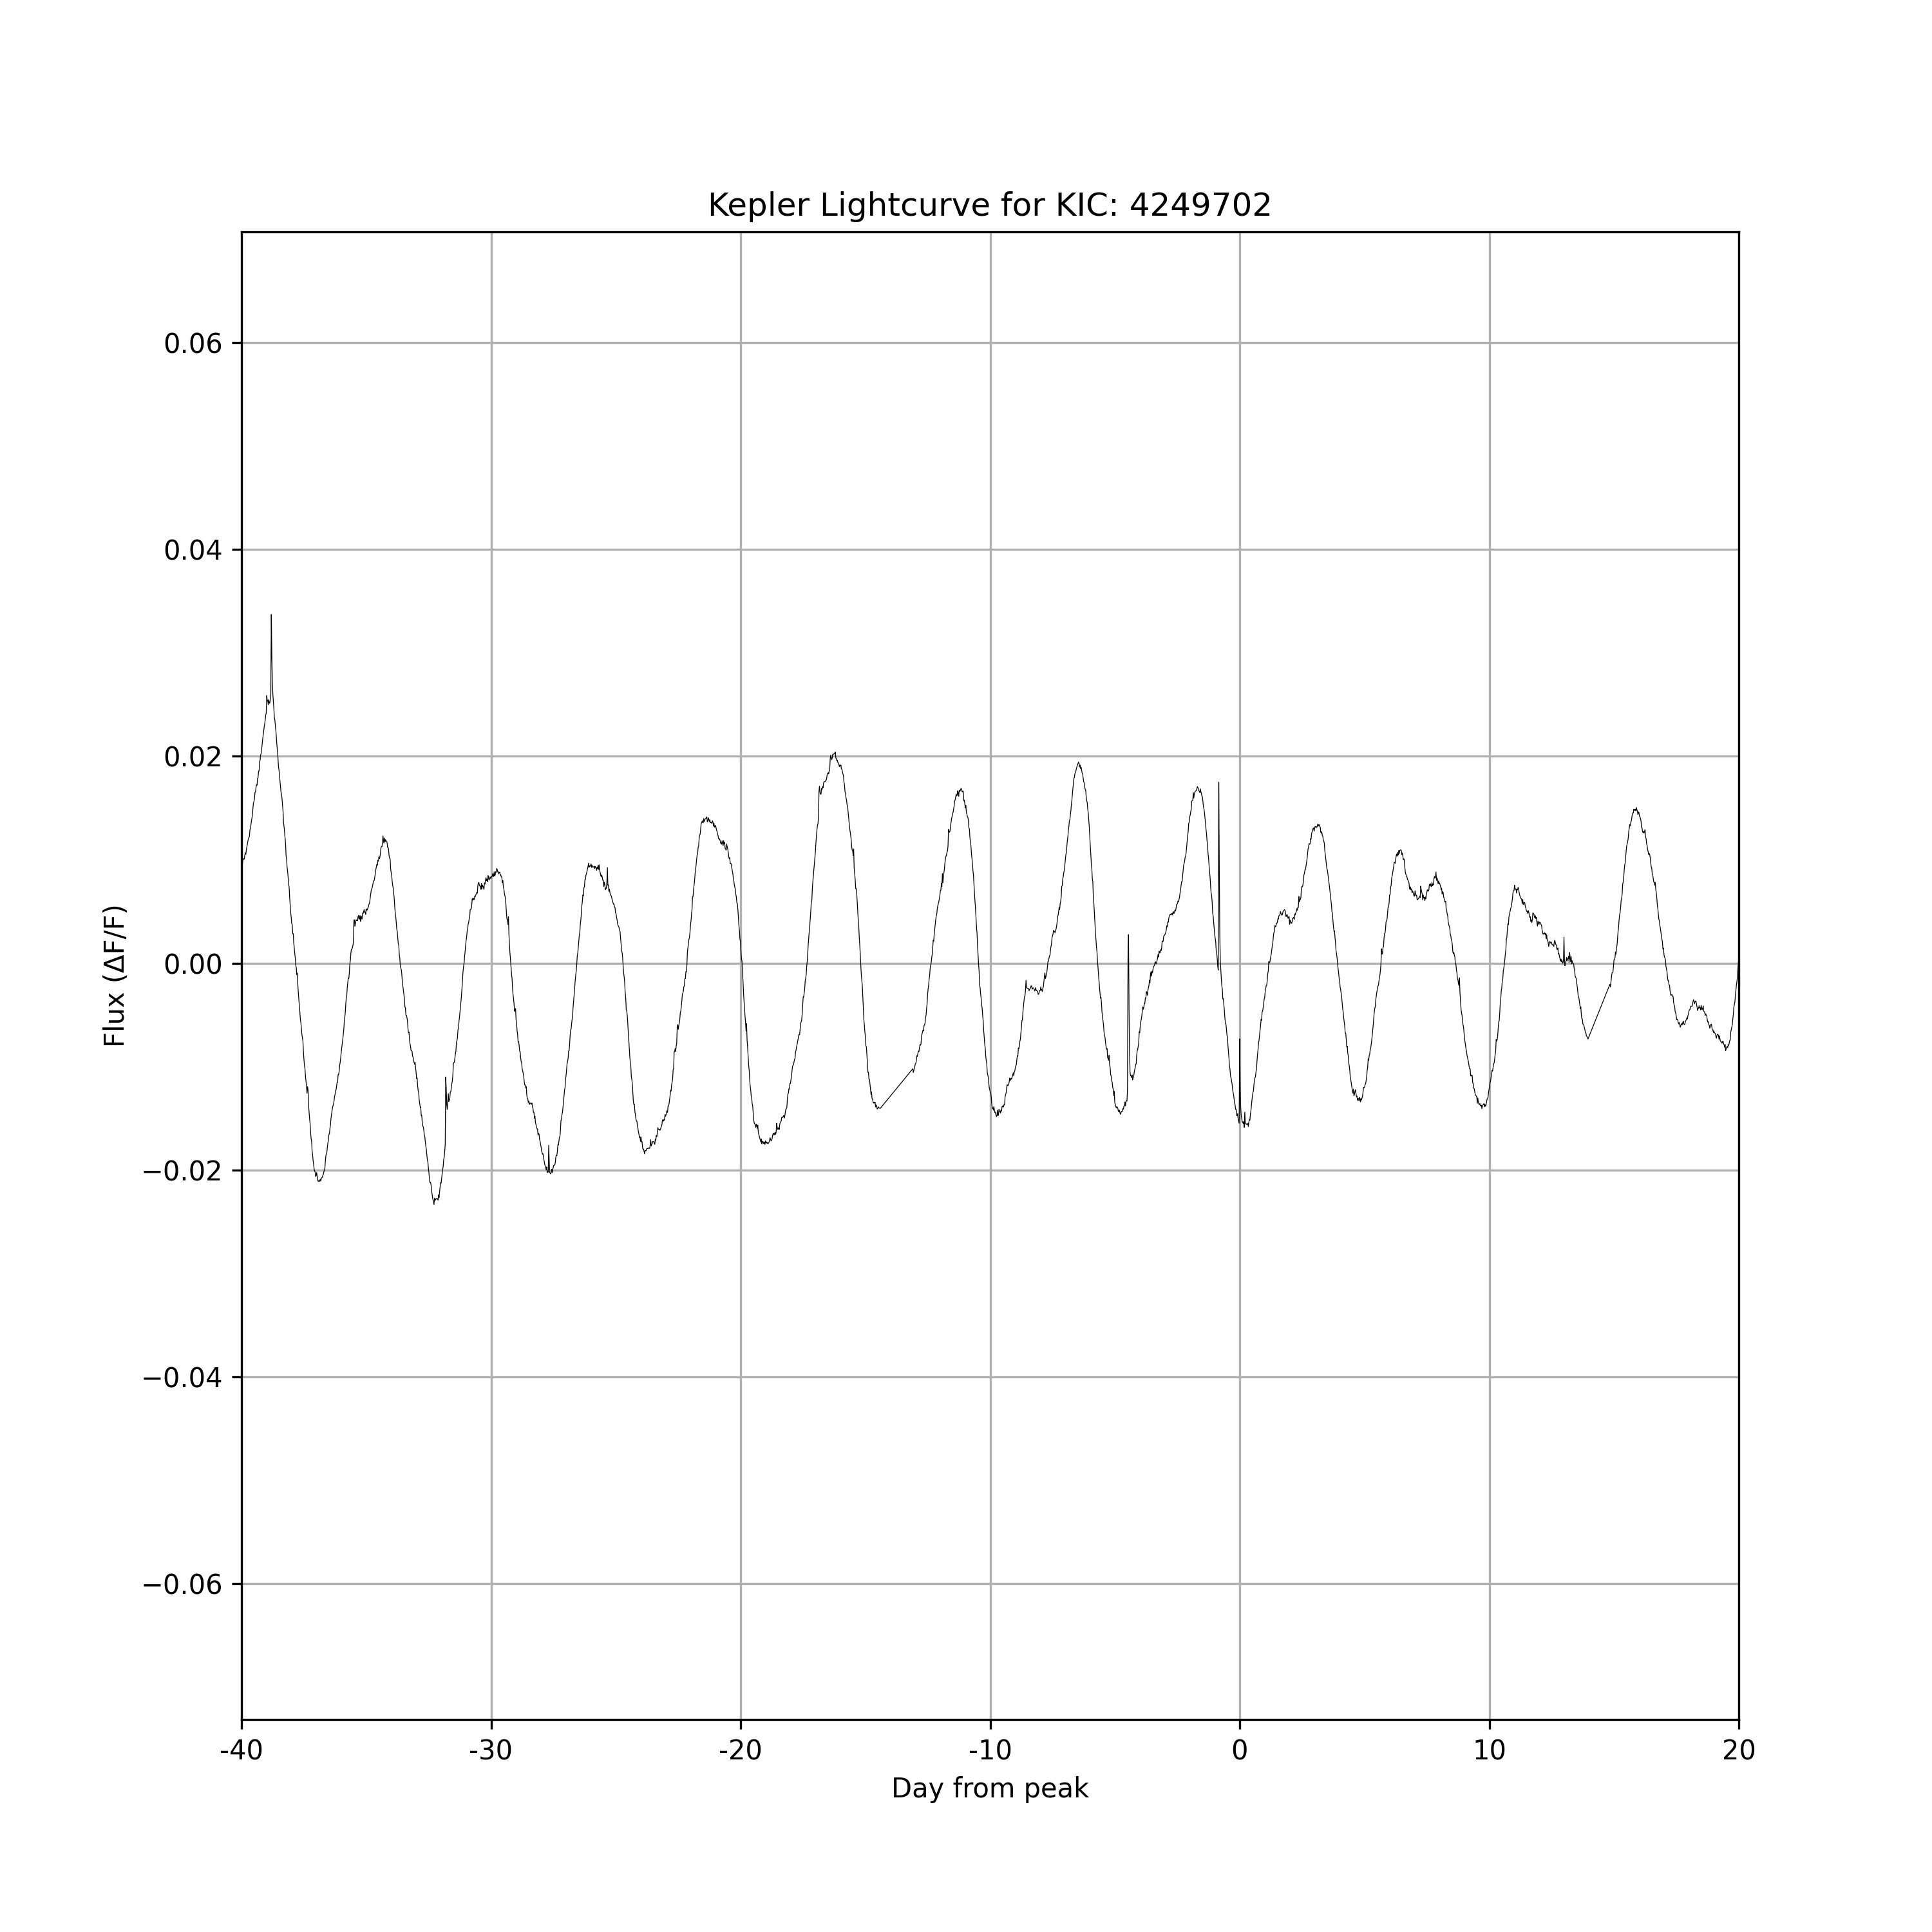 Kepler Lightcurve for KIC: 4249702
0.06
0.04
0.02
0.00
−0.02
−0.04
−0.06
Flux (ΔF/F)
-40 -30 -20 -10 0 10 20
Day from peak